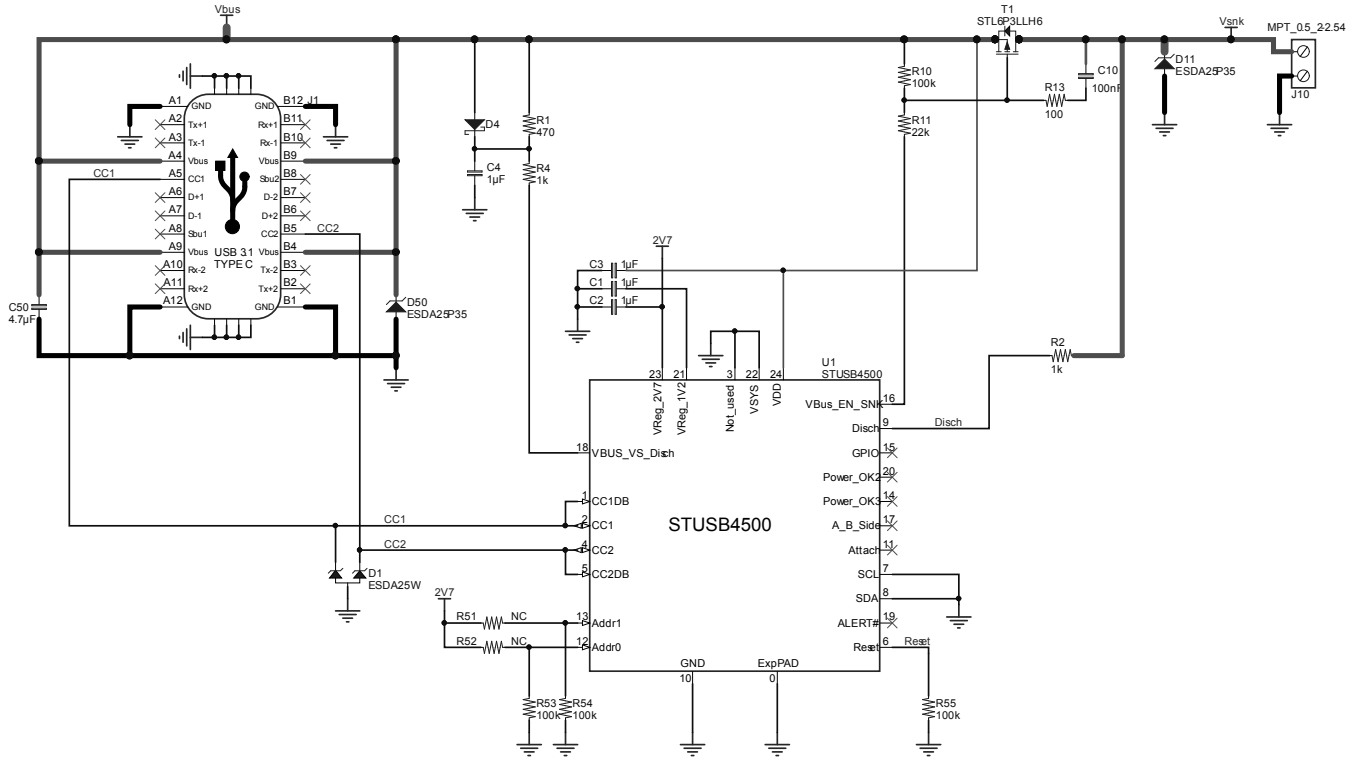 Vbus
T1
STL6P3LLH6
Vsnk
MPT_0.5_2-2.54
J10
D11
ESDA25P35
C10
100nF
R13
100
R10
100k
R11
22k
D4
R1
470
R4
1k
C4
1µF
J1
A1 GND GND B12
A2 Tx+1 Rx+1 B11
A3 Tx-1 Rx-1 B10
A4 Vbus Vbus B9
CC1 A5 CC1 Sbu2 B8
A6 D+1 D-2 B7
A7 D-1 D+2 B6
A8 Sbu1 CC2 B5 CC2
A9 Vbus Vbus B4
A10 Rx-2 Tx-2 B3
A11 Rx+2 Tx+2 B2
A12 GND GND B1
USB 3.1
TYPE C
C50
4.7µF
D50
ESDA25P35
2V7
C3 1µF
C1 1µF
C2 1µF
R2
1k
U1
STUSB4500
23 21 3 22 24
VReg_2V7
VReg_1V2
Not_used
VSYS
VDD
VBus_EN_SNK 16
Disch 9 Disch
18 VBUS_VS_Disch
GPIO 15
Power_OK2 20
1 CC1DB
Power_OK3 14
CC1 2 CC1
STUSB4500
A_B_Side 17
CC2 4 CC2
Attach 11
5 CC2DB
SCL 7
D1
ESDA25W
SDA 8
2V7
R51 NC 13 Addr1
ALERT# 19
R52 NC 12 Addr0
Reset 6 Reset
GND
10
ExpPAD
0
R53
100k
R54
100k
R55
100k